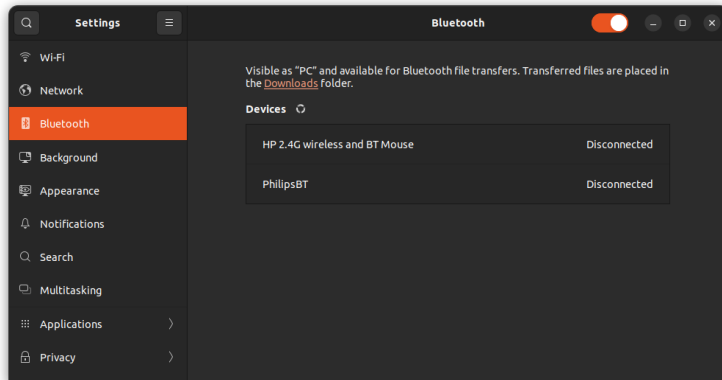 Settings
Bluetooth
Wi-Fi
Network
Bluetooth
Background
Appearance
Notifications
Search
Multitasking
Applications
Privacy
Visible as “PC” and available for Bluetooth file transfers. Transferred files are placed in
the Downloads folder.
Devices
HP 2.4G wireless and BT Mouse Disconnected
PhilipsBT Disconnected